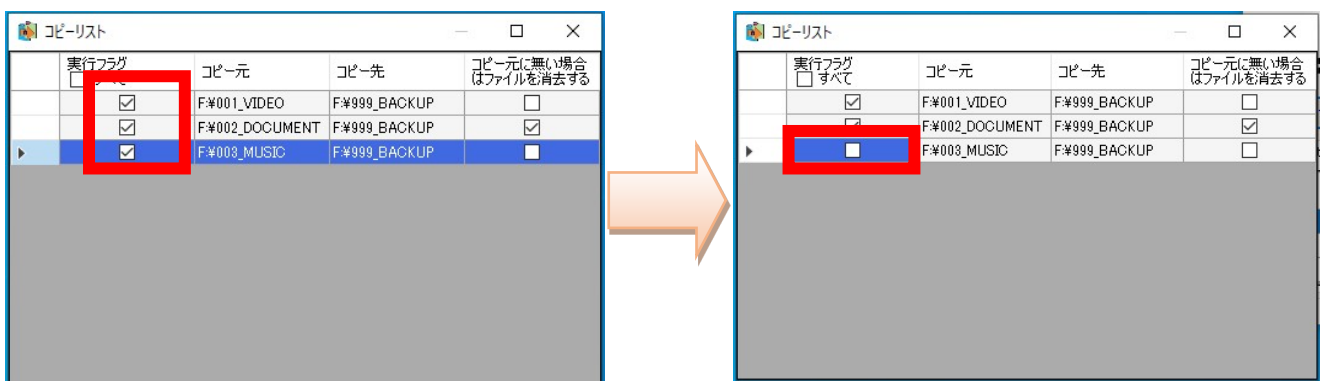 コピーリスト
実行フラグ
コピー元 コピー先 コピー元に無い場合
はファイルを消去する
F:¥001_VIDEO F:¥999_BACKUP
F:¥002_DOCUMENT F:¥999_BACKUP
F:¥003_MUSIC F:¥999_BACKUP
コピーリスト
実行フラグ
すべて コピー元 コピー先 コピー元に無い場合
はファイルを消去する
F:¥001_VIDEO F:¥999_BACKUP
F:¥002_DOCUMENT F:¥999_BACKUP
F:¥003_MUSIC F:¥999_BACKUP